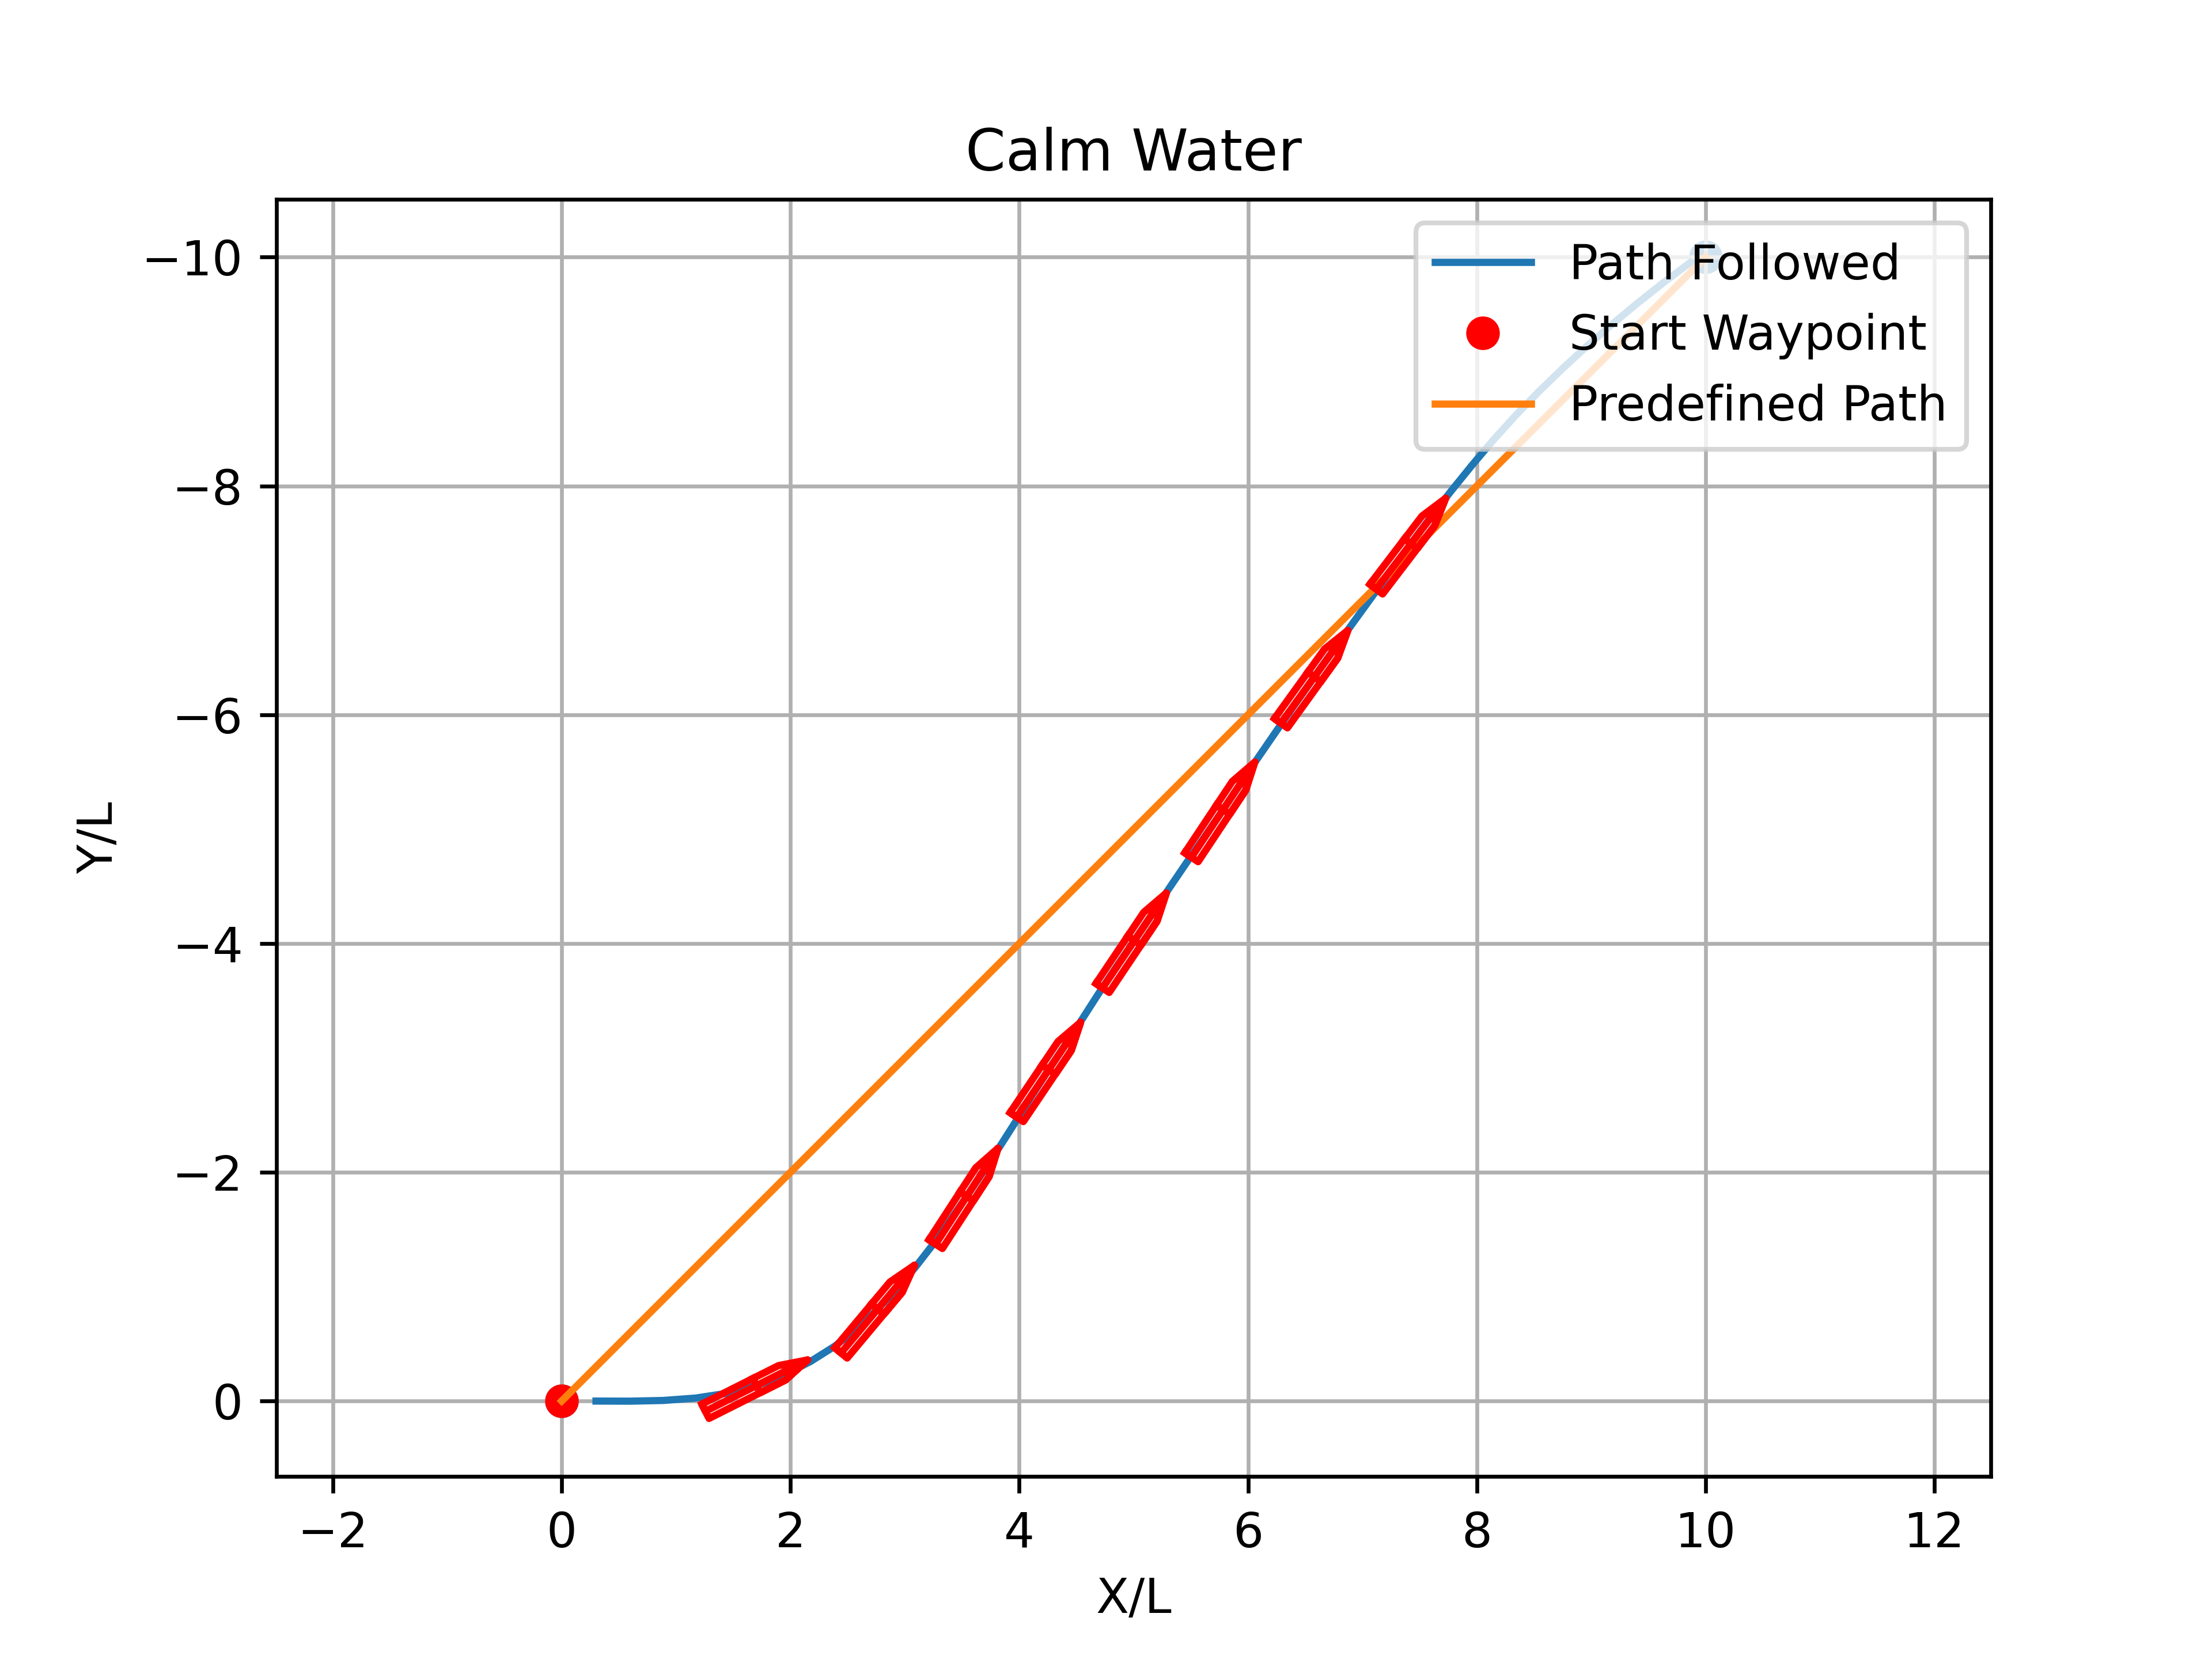 Calm Water
Path Followed
Start Waypoint
Predefined Path
−10
−8
−6
−4
−2
0
Y/L
−2 0 2 4 6 8 10 12
X/L